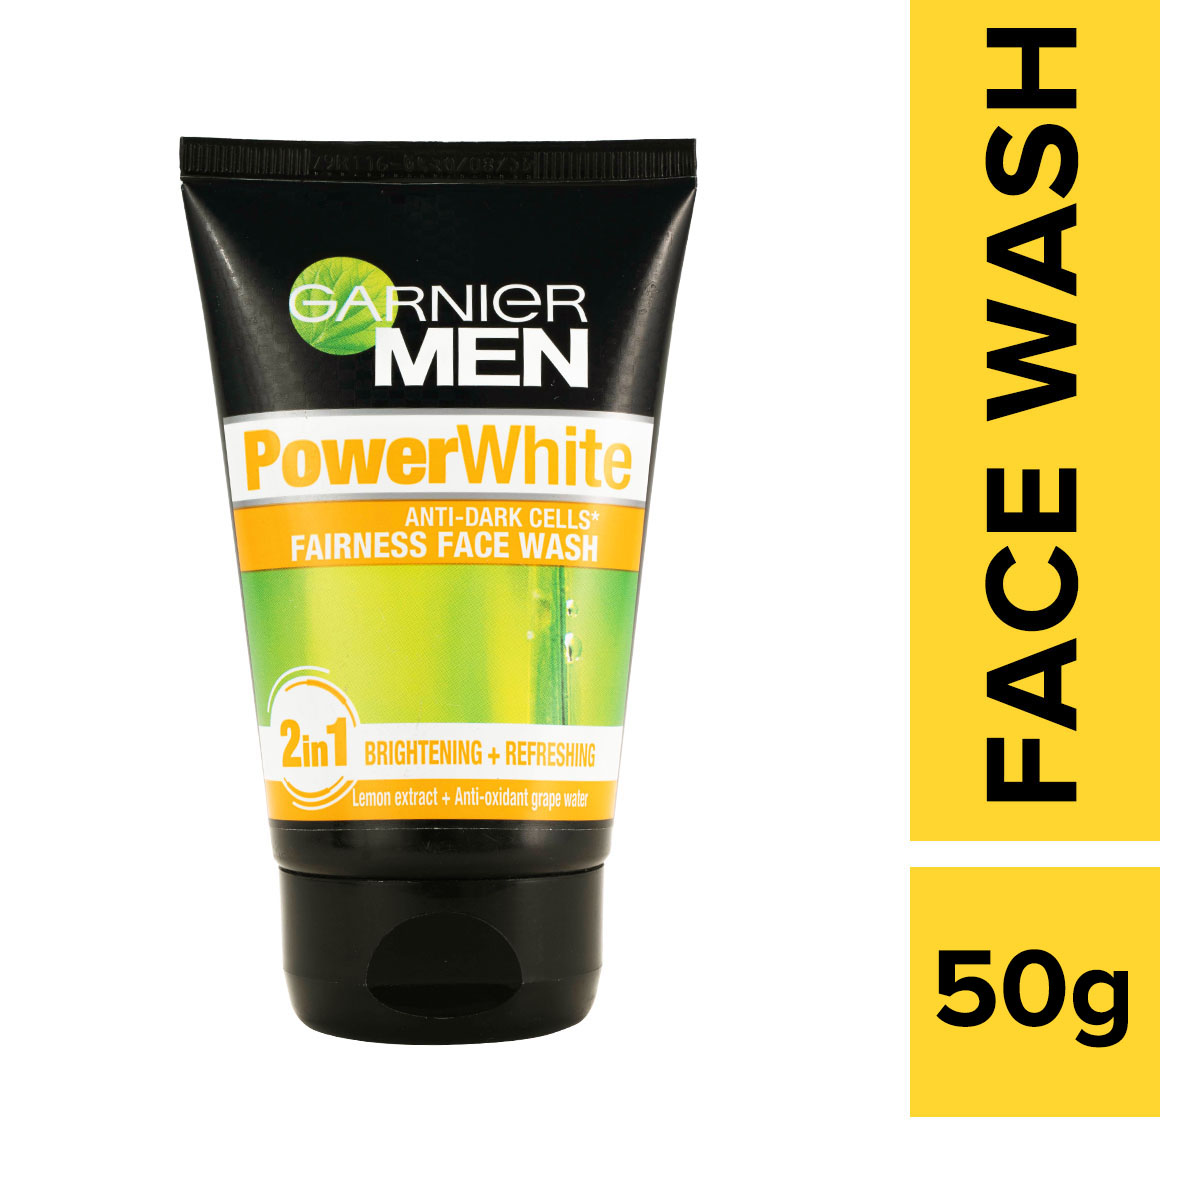 GARNIER
MEN
PowerWhite
ANTI-DARK CELLS*
FAIRNESS FACE WASH
2in1
BRIGHTENING + REFRESHING
Lemon extract + Anti-oxidant grape water
FACE WASH
50g